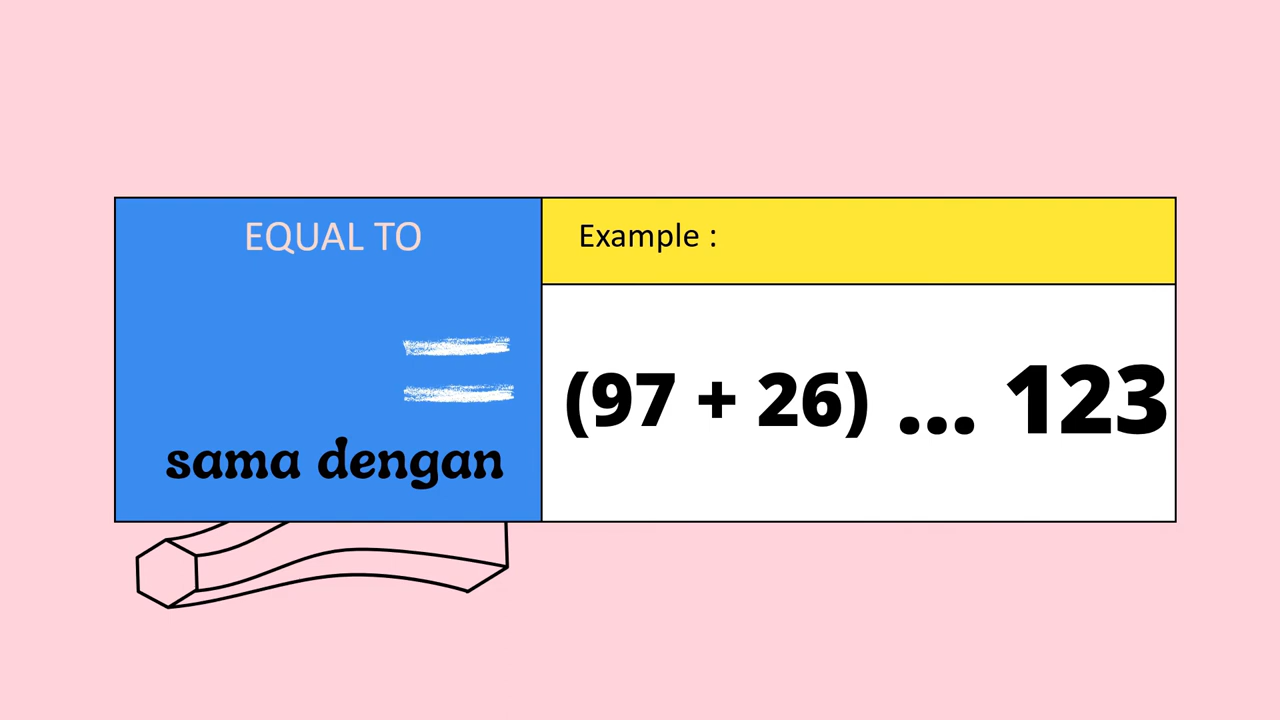 EQUAL TO
=
sama dengan
Example :
(97 + 26) ... 123